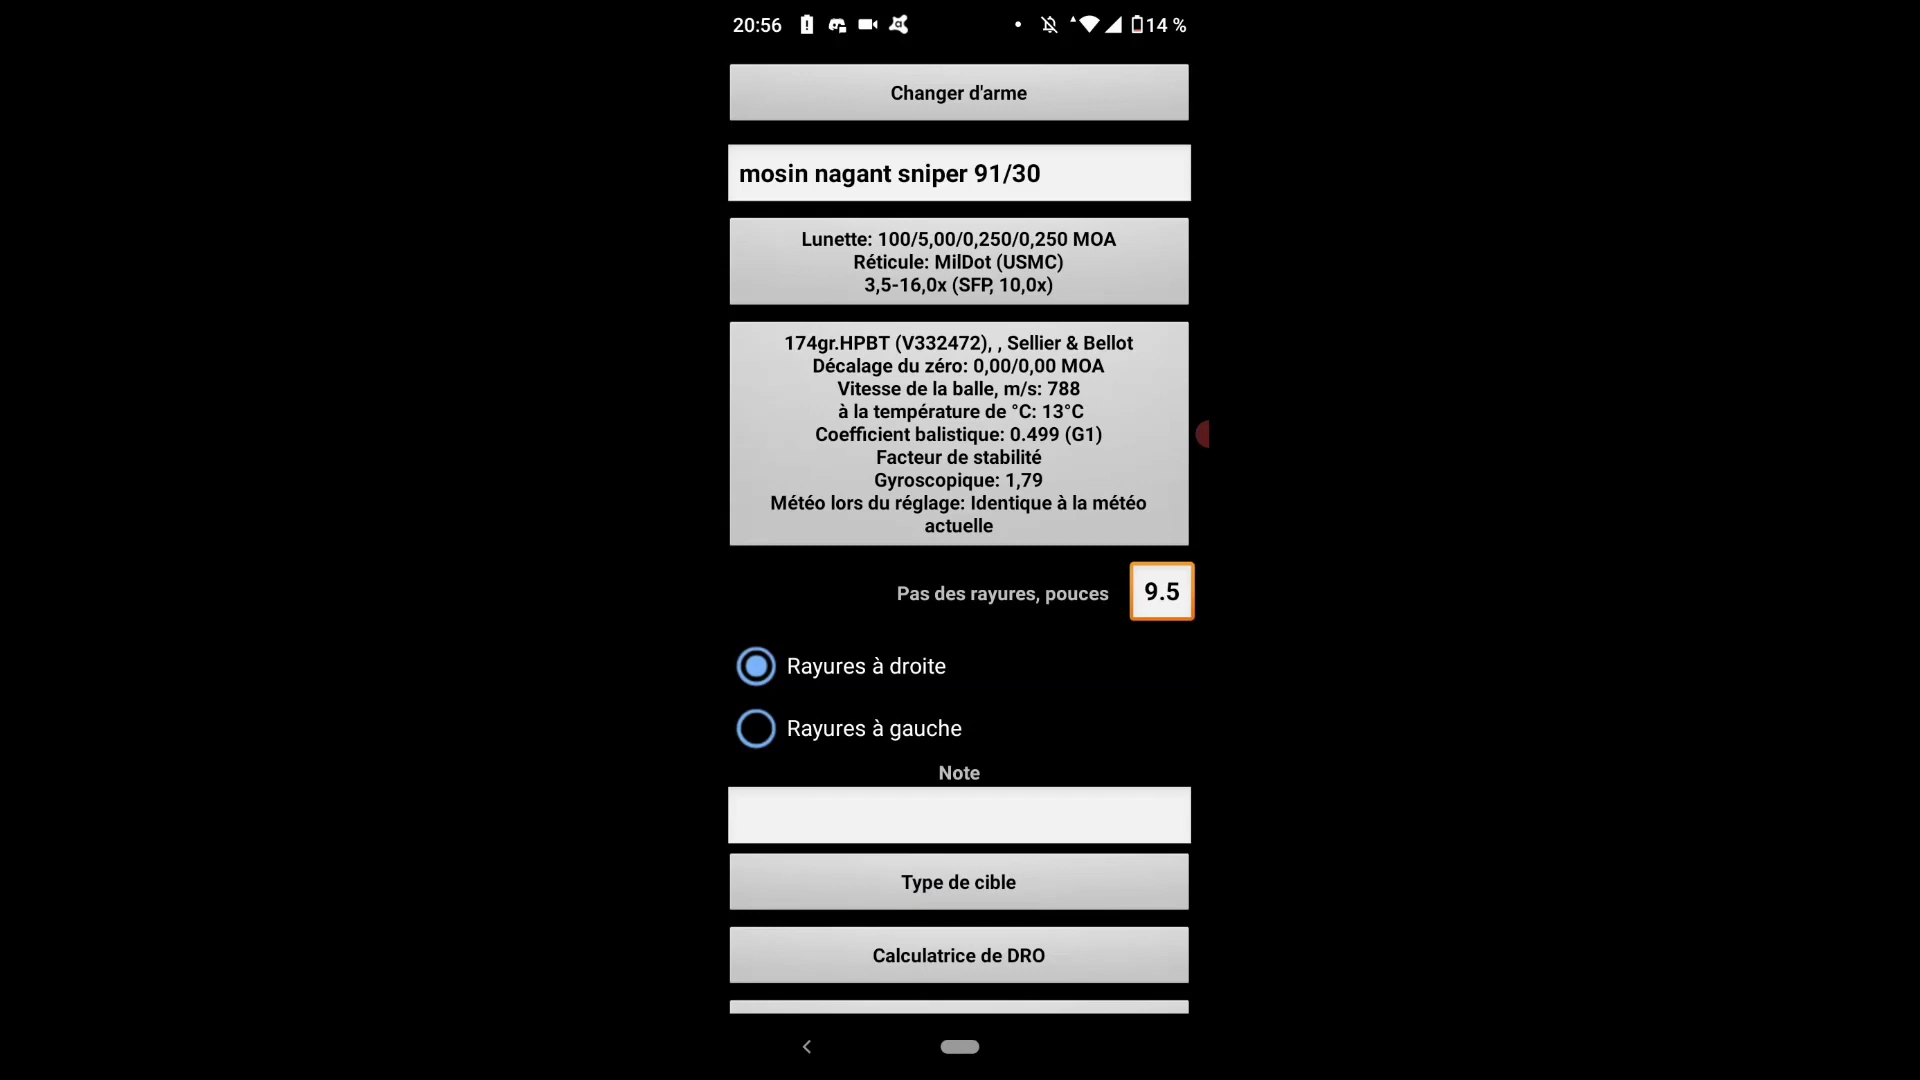 20:56
14 %
Changer d'arme
mosin nagant sniper 91/30
Lunette: 100/5,00/0,250/0,250 MOA
Réticule: MilDot (USMC)
3,5-16,0x (SFP, 10,0x)
174gr.HPBT (V332472), , Sellier & Bellot
Décalage du zéro: 0,00/0,00 MOA
Vitesse de la balle, m/s: 788
à la température de °C: 13°C
Coefficient balistique: 0.499 (G1)
Facteur de stabilité
Gyroscopique: 1,79
Météo lors du réglage: Identique à la météo
actuelle
Pas des rayures, pouces 9.5
Rayures à droite
Rayures à gauche
Note
Type de cible
Calculatrice de DRO